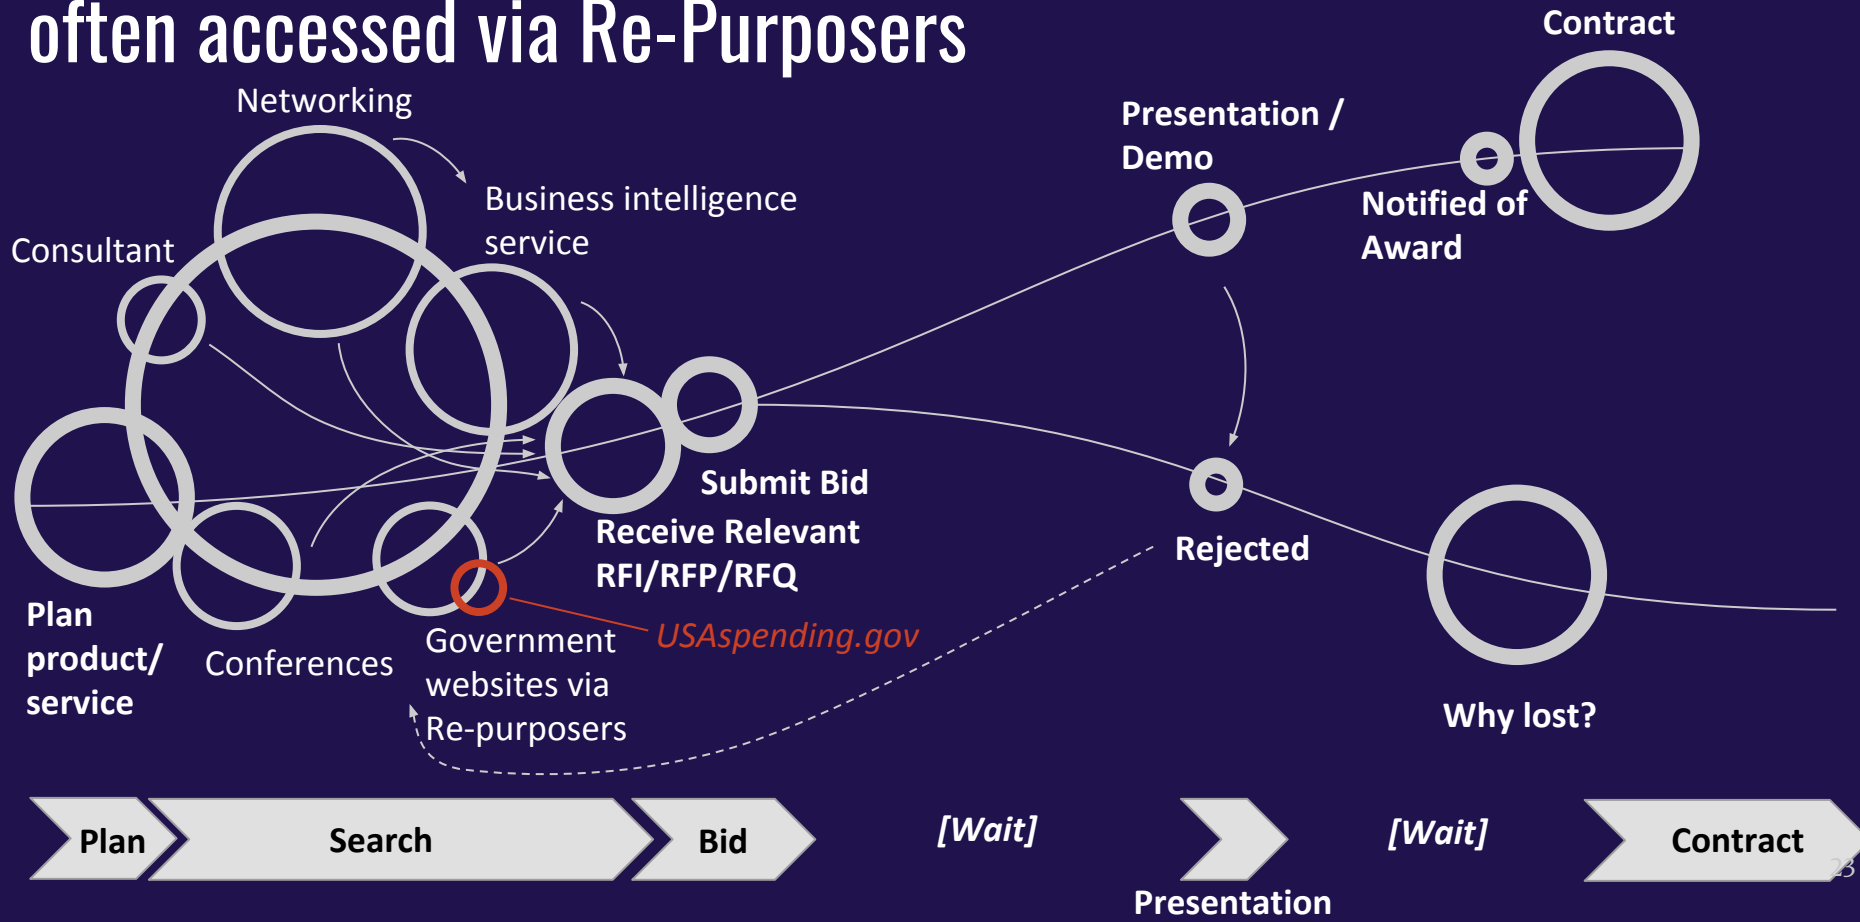 often accessed via Re-Purposers
Contract
Networking
Presentation /
Demo
Business intelligence
service
Notified of
Award
Consultant
Submit Bid
Receive Relevant
RFI/RFP/RFQ
Rejected
Plan
product/
service
Conferences
Government
websites via
Re-purposers
USAspending.gov
Why lost?
Plan
Search
Bid
[Wait]
Presentation
[Wait]
Contract
23